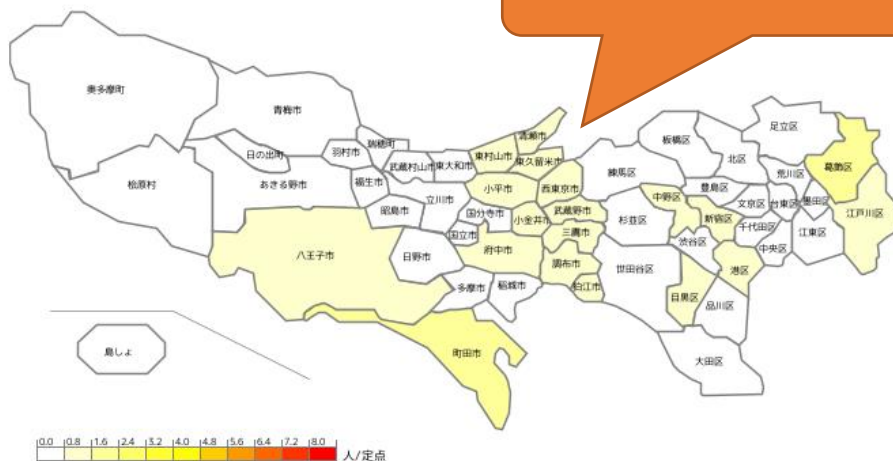 奥多摩町
青梅市
日の出町
羽村市
瑞穂町
武蔵村山市
東大和市
東村山市
清瀬市
東久留米市
檜原村
あきる野市
福生市
昭島市
立川市
小平市
西東京市
国分寺市
国立市
小金井市
武蔵野市
三鷹市
八王子市
日野市
府中市
調布市
狛江市
多摩市
稲城市
町田市
練馬区
板橋区
北区
足立区
葛飾区
荒川区
豊島区
文京区
台東区
墨田区
江戸川区
中野区
杉並区
新宿区
千代田区
渋谷区
中央区
江東区
世田谷区
港区
目黒区
品川区
大田区
島しょ
0.0 0.8 1.6 2.4 3.2 4.0 4.8 5.6 6.4 7.2 8.0
人/定点